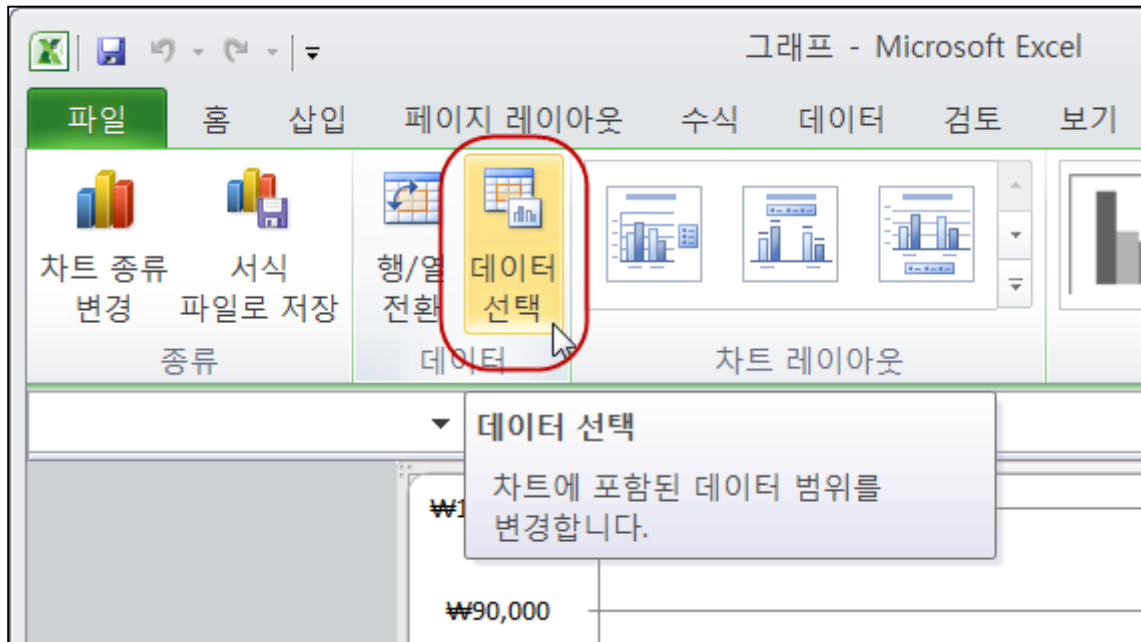 그래프 - Microsoft Excel
파일 홈 삽입 페이지 레이아웃 수식 데이터 검토 보기
차트 종류 변경
서식 파일로 저장
행/열 전환
데이터 선택
종류 데이터 차트 레이아웃
데이터 선택
차트에 포함된 데이터 범위를
변경합니다.
₩1
₩90,000